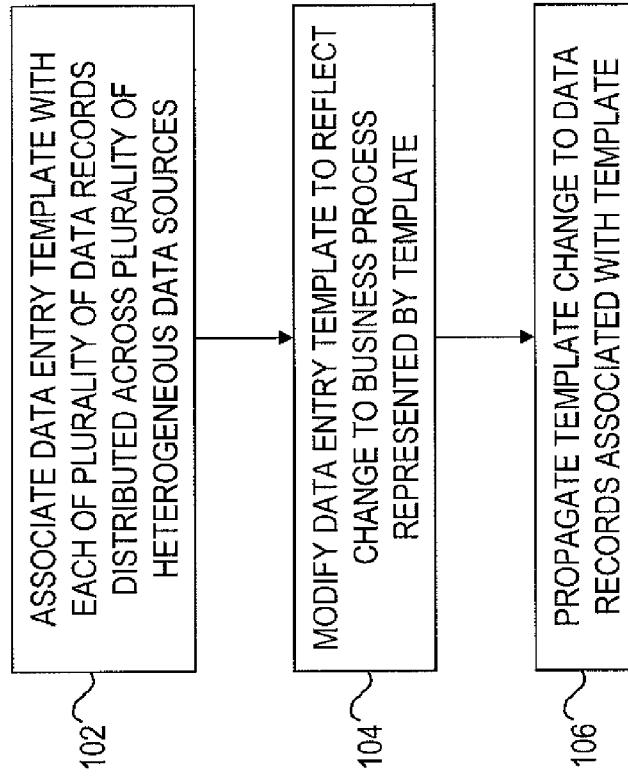 ASSOCIATE DATA ENTRY TEMPLATE WITH
EACH OF PLURALITY OF DATA RECORDS
DISTRIBUTED ACROSS PLURALITY OF
HETEROGENEOUS DATA SOURCES
102
MODIFY DATA ENTRY TEMPLATE TO REFLECT
CHANGE TO BUSINESS PROCESS
REPRESENTED BY TEMPLATE
104
PROPAGATE TEMPLATE CHANGE TO DATA
RECORDS ASSOCIATED WITH TEMPLATE
106